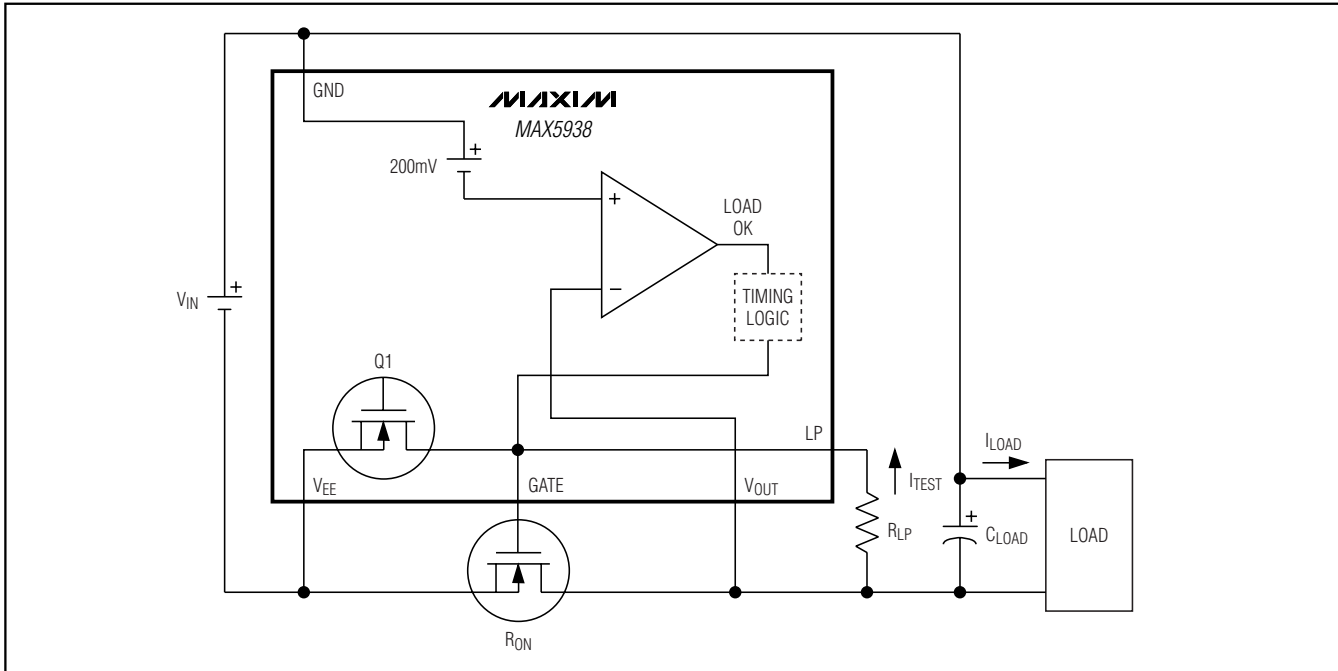 GND
MAXIM
MAX5938
+
200mV
+
LOAD
OK
−
TIMING
LOGIC
+
VIN
Q1
LP
ILOAD
VEE
GATE
VOUT
ITEST
+
RLP
CLOAD
LOAD
RON